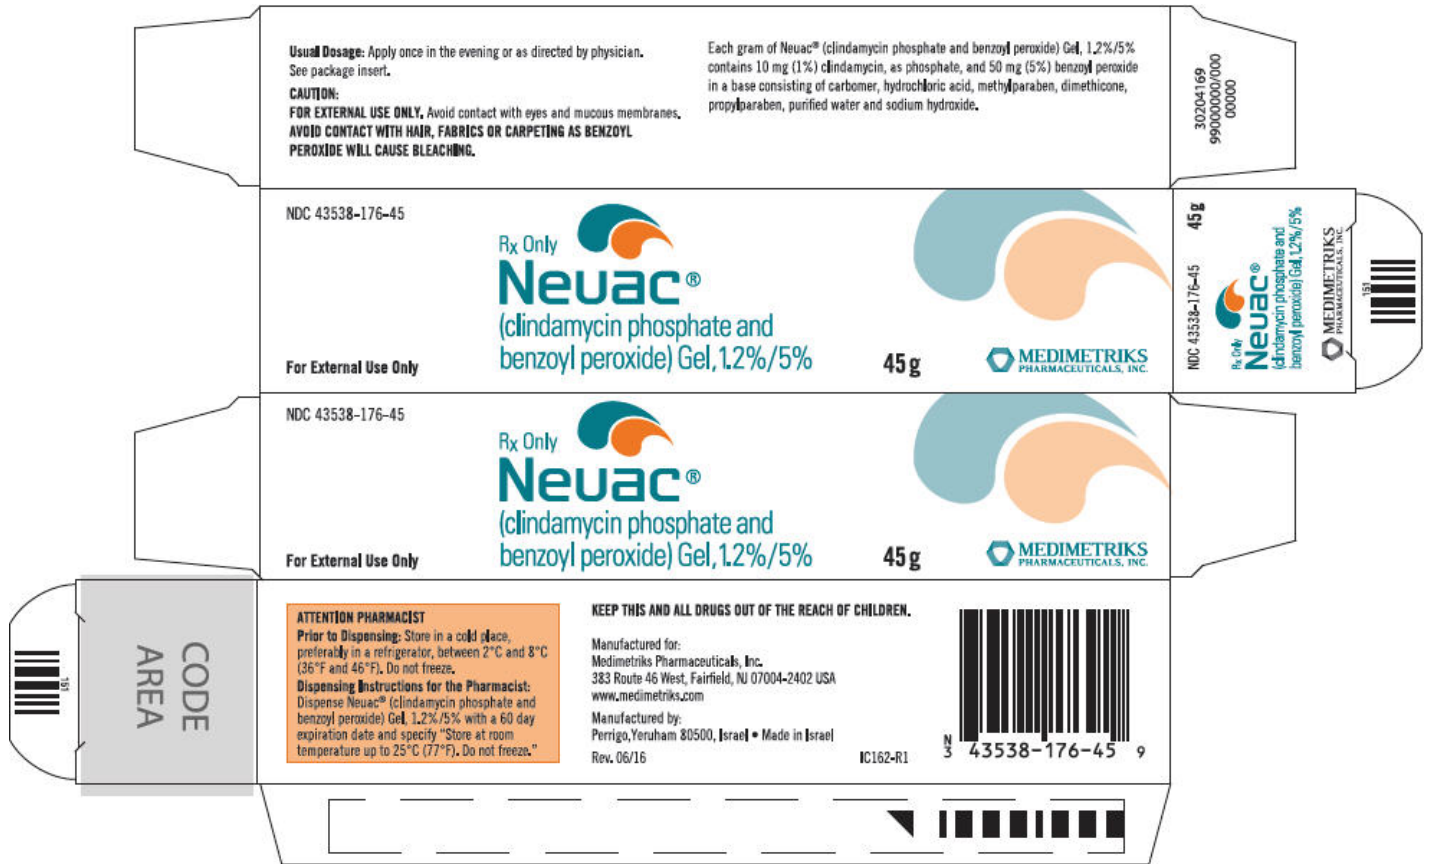 Usual Dosage: Apply once in the evening or as directed by physician.
See package insert.
CAUTION:
FOR EXTERNAL USE ONLY. Avoid contact with eyes and mucous membranes.
AVOID CONTACT WITH HAIR, FABRICS OR CARPETING AS BENZOYL
PEROXIDE WILL CAUSE BLEACHING.
Each gram of Neuac® (clindamycin phosphate and benzoyl peroxide) Gel, 1.2%/5%
contains 10 mg (1%) clindamycin, as phosphate, and 50 mg (5%) benzoyl peroxide
in a base consisting of carbomer, hydrochloric acid, methylparaben, dimethicone,
propylparaben, purified water and sodium hydroxide.
30204169
99000000/000
00000
NDC 43538-176-45
Rx Only
Neuac®
(clindamycin phosphate and
benzoyl peroxide) Gel, 1.2%/5%
For External Use Only
45g
MEDIMETRIKS
PHARMACEUTICALS, INC.
NDC 43538-176-45
45g
Rx Only
Neuac®
(clindamycin phosphate and
benzoyl peroxide) Gel, 1.2%/5%
MEDIMETRIKS
PHARMACEUTICALS, INC.
151
NDC 43538-176-45
Rx Only
Neuac®
(clindamycin phosphate and
benzoyl peroxide) Gel, 1.2%/5%
For External Use Only
45g
MEDIMETRIKS
PHARMACEUTICALS, INC.
151
CODE
AREA
ATTENTION PHARMACIST
Prior to Dispensing: Store in a cold place,
preferably in a refrigerator, between 2°C and 8°C
(36°F and 46°F). Do not freeze.
Dispensing Instructions for the Pharmacist:
Dispense Neuac® (clindamycin phosphate and
benzoyl peroxide) Gel, 1.2%/5% with a 60 day
expiration date and specify “Store at room
temperature up to 25°C (77°F). Do not freeze.”
KEEP THIS AND ALL DRUGS OUT OF THE REACH OF CHILDREN.
Manufactured for:
Medimetriks Pharmaceuticals, Inc.
383 Route 46 West, Fairfield, NJ 07004-2402 USA
www.medimetriks.com
Manufactured by:
Perrigo,Yeruham 80500, Israel • Made in Israel
Rev. 06/16
IC162-R1
N
3 43538-176-45 9